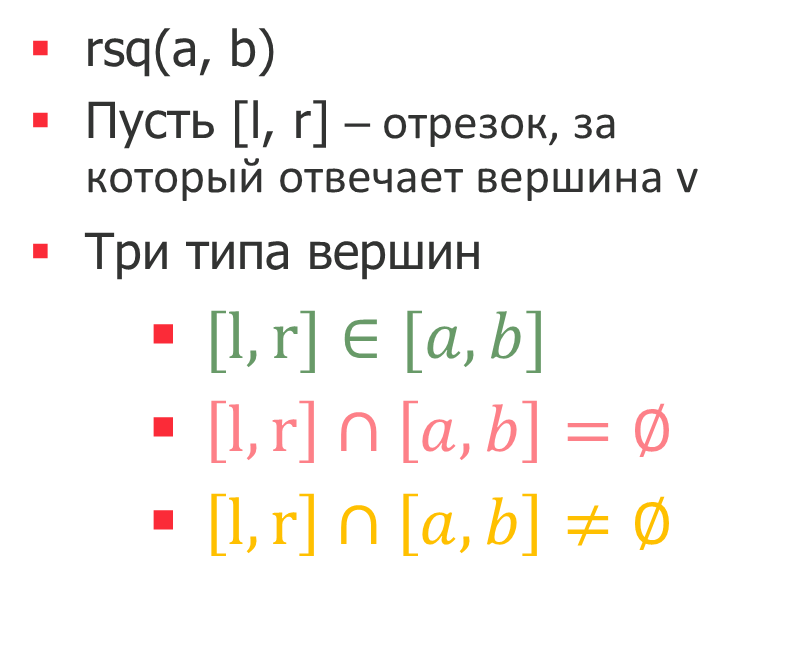 rsq(a, b)
Пусть [l, r] – отрезок, за
который отвечает вершина v
Три типа вершин
[l, r] ∈ [a, b]
[l, r] ∩ [a, b] = ∅
[l, r] ∩ [a, b] ≠ ∅